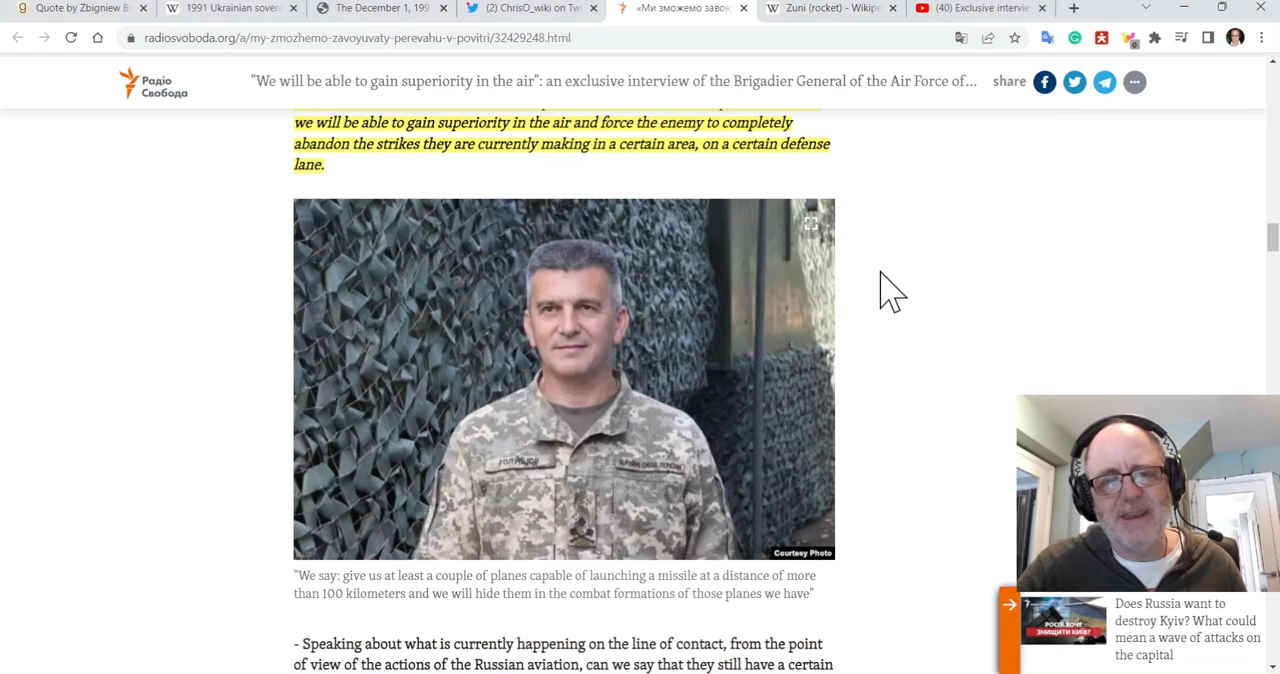 Quote by Zbigniew B
1991 Ukrainian sovere
The December 1, 199
(2) ChrisO_wiki on Tw
«Ми зможемо завою
Zuni (rocket) - Wikipe
(40) Exclusive intervie
radiosvoboda.org/a/my-zmozhemo-zavoyuvaty-perevahu-v-povitri/32429248.html
Радіо
Свобода
"We will be able to gain superiority in the air": an exclusive interview of the Brigadier General of the Air Force of...
share
we will be able to gain superiority in the air and force the enemy to completely
abandon the strikes they are currently making in a certain area, on a certain defense
lane.
Courtesy Photo
"We say: give us at least a couple of planes capable of launching a missile at a distance of more
than 100 kilometers and we will hide them in the combat formations of those planes we have"
- Speaking about what is currently happening on the line of contact, from the point
of view of the actions of the Russian aviation, can we say that they still have a certain
РОСІЯ ХОЧЕ
ЗНИЩИТИ КИЇВ?
Does Russia want to
destroy Kyiv? What could
mean a wave of attacks on
the capital